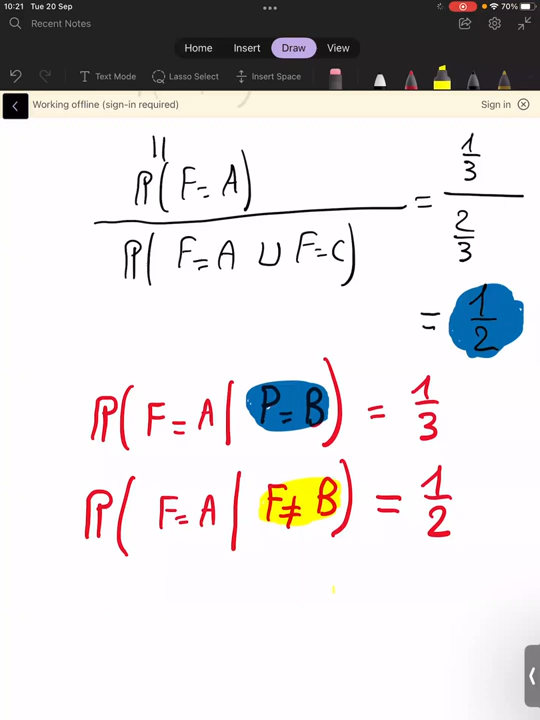 10:21 Tue 20 Sep
70%
Recent Notes
Home Insert Draw View
Text Mode Lasso Select Insert Space
Working offline (sign-in required) Sign in
||
ℙ(F=A) / ℙ(F=A ∪ F=C) = 1/3 / 2/3
= 1/2
ℙ(F=A | P=B) = 1/3
ℙ(F=A | F≠B) = 1/2